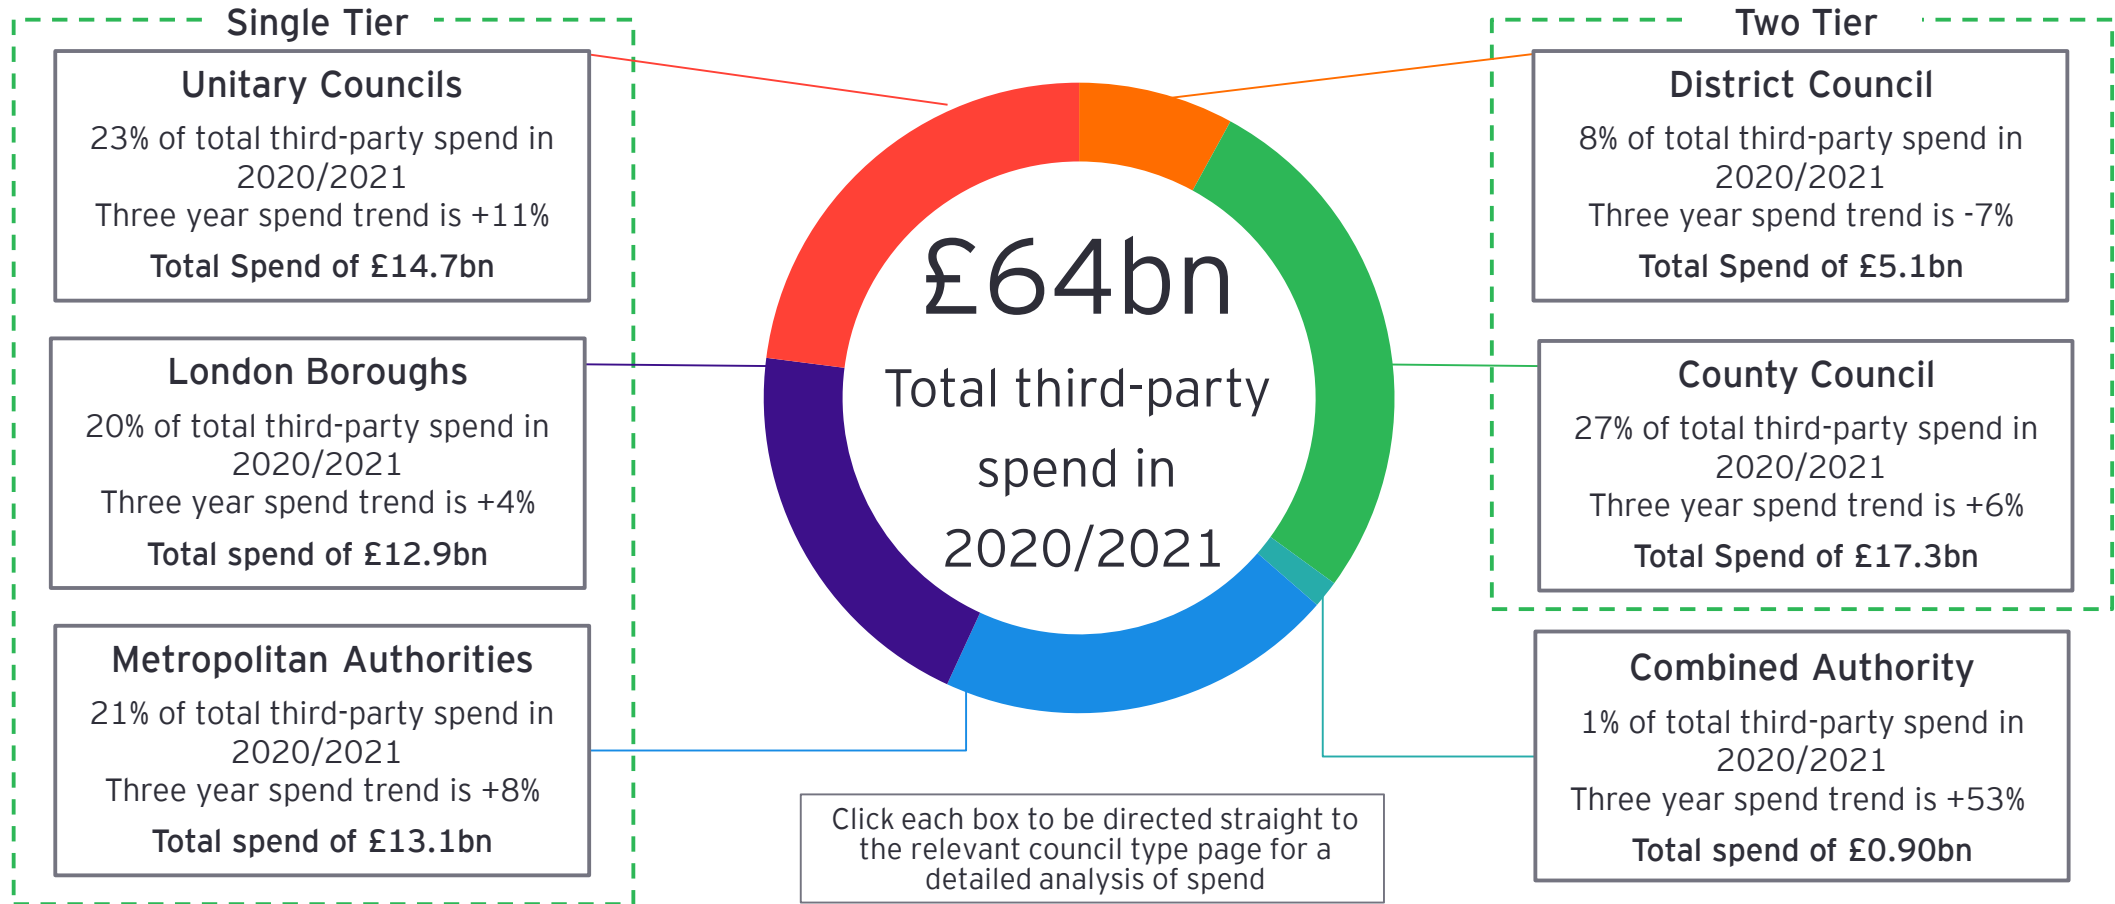 Single Tier
Unitary Councils
23% of total third-party spend in
2020/2021
Three year spend trend is +11%
Total Spend of £14.7bn
London Boroughs
20% of total third-party spend in
2020/2021
Three year spend trend is +4%
Total spend of £12.9bn
Metropolitan Authorities
21% of total third-party spend in
2020/2021
Three year spend trend is +8%
Total spend of £13.1bn
£64bn
Total third-party
spend in
2020/2021
Click each box to be directed straight to
the relevant council type page for a
detailed analysis of spend
Two Tier
District Council
8% of total third-party spend in
2020/2021
Three year spend trend is -7%
Total Spend of £5.1bn
County Council
27% of total third-party spend in
2020/2021
Three year spend trend is +6%
Total Spend of £17.3bn
Combined Authority
1% of total third-party spend in
2020/2021
Three year spend trend is +53%
Total spend of £0.90bn